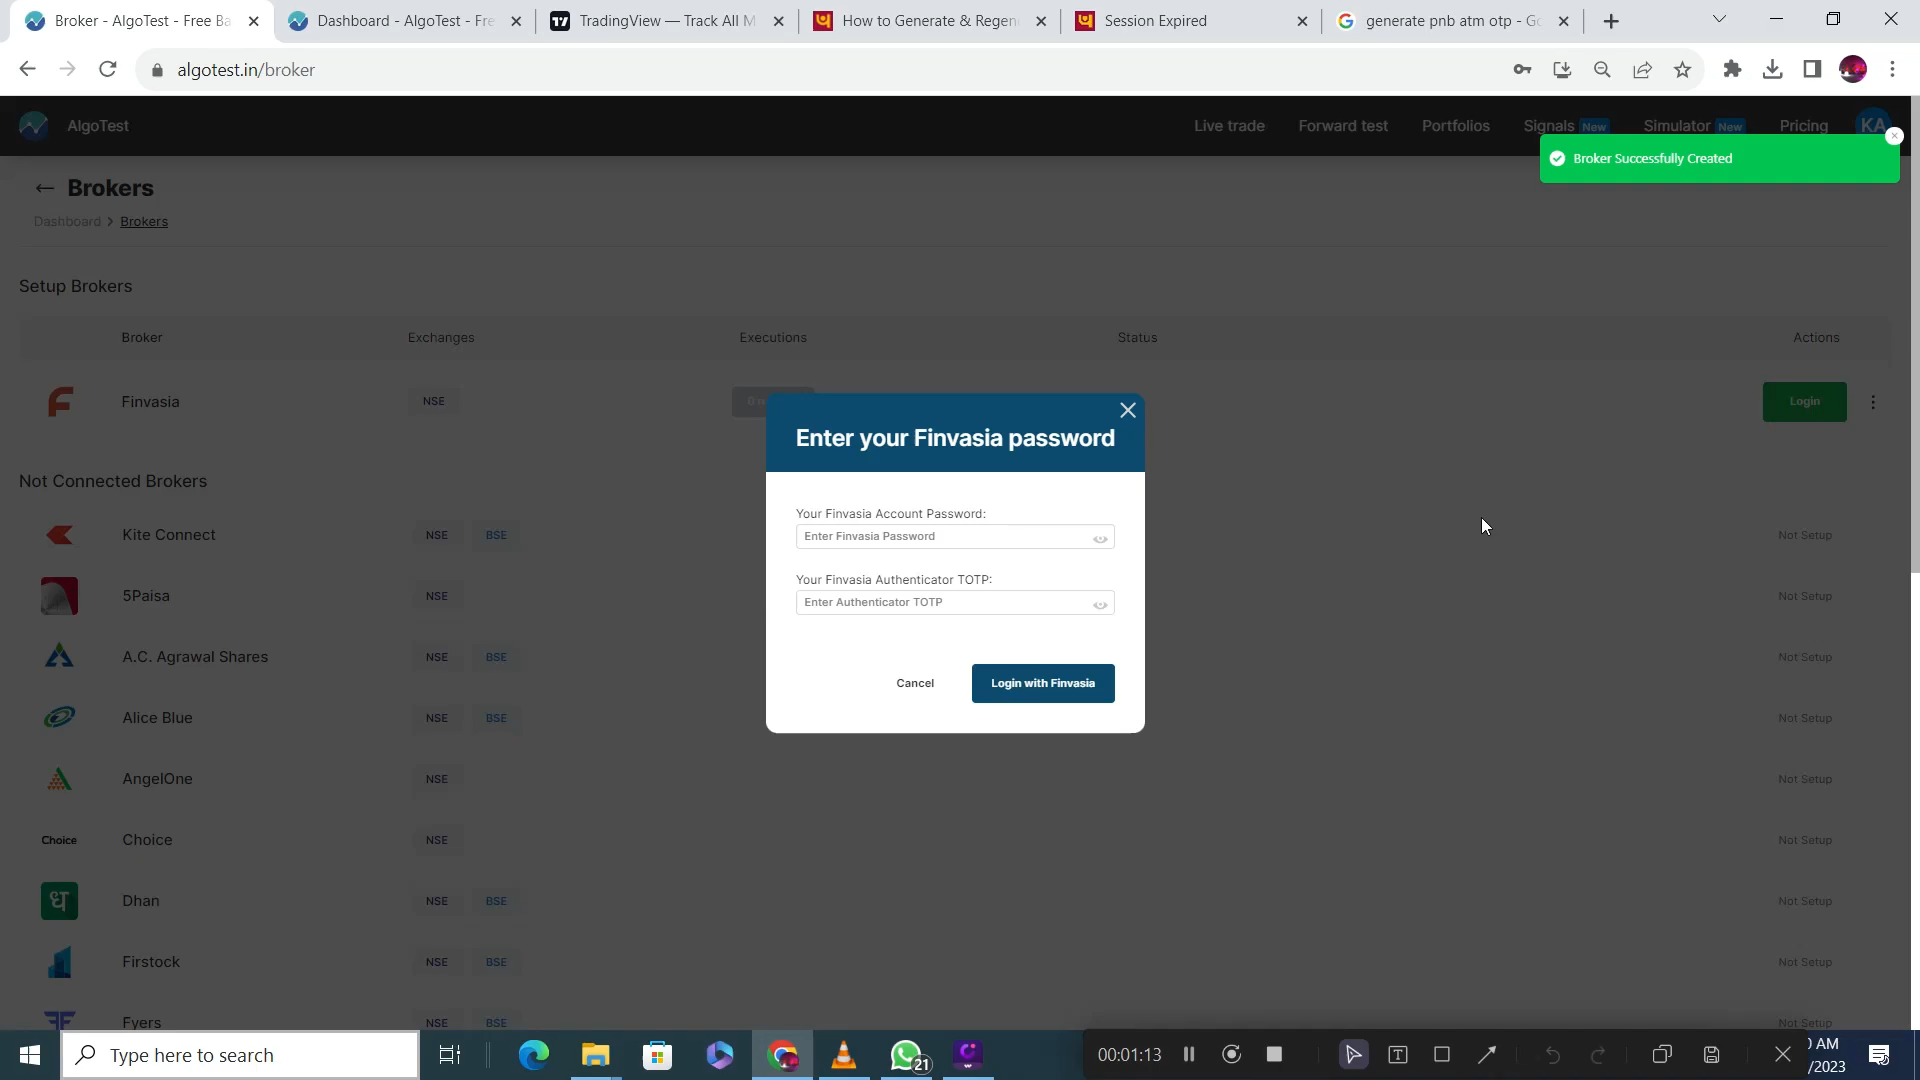 Broker - AlgoTest - Free Ba
Dashboard - AlgoTest - Fre
TradingView — Track All M
How to Generate & Regen
Session Expired
generate pnb atm otp - Go
algotest.in/broker
AlgoTest
Live trade
Forward test
Portfolios
Signals New
Simulator New
Pricing
KA
Broker Successfully Created
Brokers
Dashboard > Brokers
Setup Brokers
Broker
Exchanges
Executions
Status
Actions
Finvasia
NSE
Login
Enter your Finvasia password
Your Finvasia Account Password:
Enter Finvasia Password
Your Finvasia Authenticator TOTP:
Enter Authenticator TOTP
Cancel
Login with Finvasia
Not Connected Brokers
Kite Connect NSE BSE Not Setup
5Paisa NSE Not Setup
A.C. Agrawal Shares NSE BSE Not Setup
Alice Blue NSE BSE Not Setup
AngelOne NSE Not Setup
Choice Choice NSE Not Setup
ध Dhan NSE BSE Not Setup
Firstock NSE BSE Not Setup
Fyers NSE BSE Not Setup
Type here to search
21
00:01:13
AM
/2023